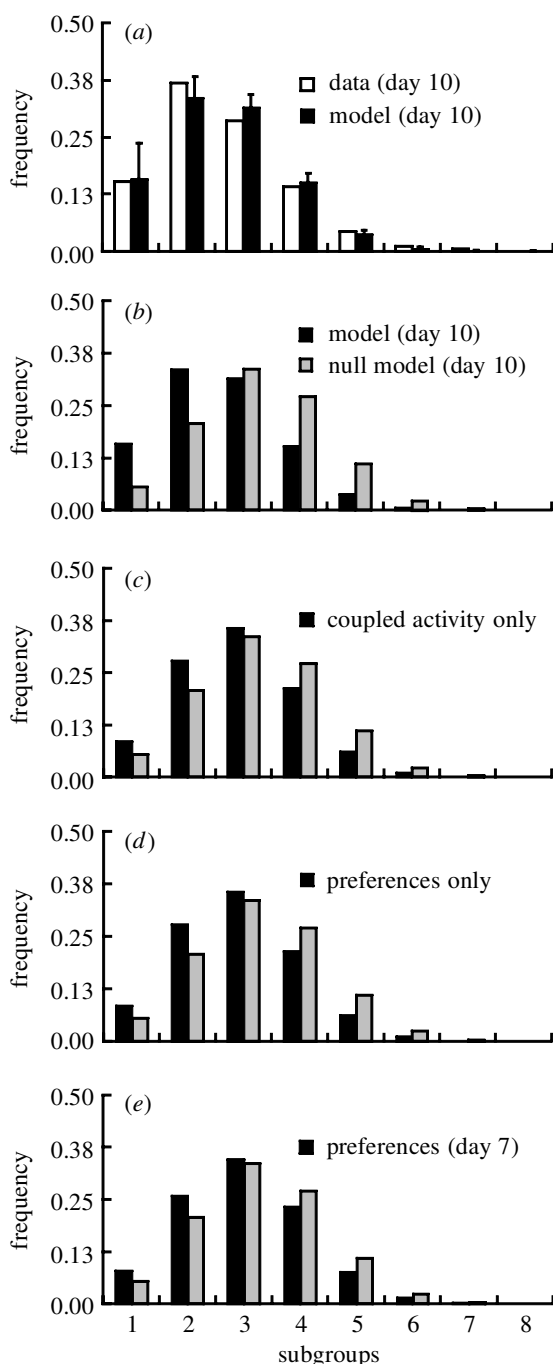 (a)
data (day 10)
model (day 10)
frequency
0.50
0.38
0.25
0.13
0.00
(b)
model (day 10)
null model (day 10)
frequency
0.50
0.38
0.25
0.13
0.00
(c)
coupled activity only
frequency
0.50
0.38
0.25
0.13
0.00
(d)
preferences only
frequency
0.50
0.38
0.25
0.13
0.00
(e)
preferences (day 7)
frequency
0.50
0.38
0.25
0.13
0.00
1 2 3 4 5 6 7 8
subgroups